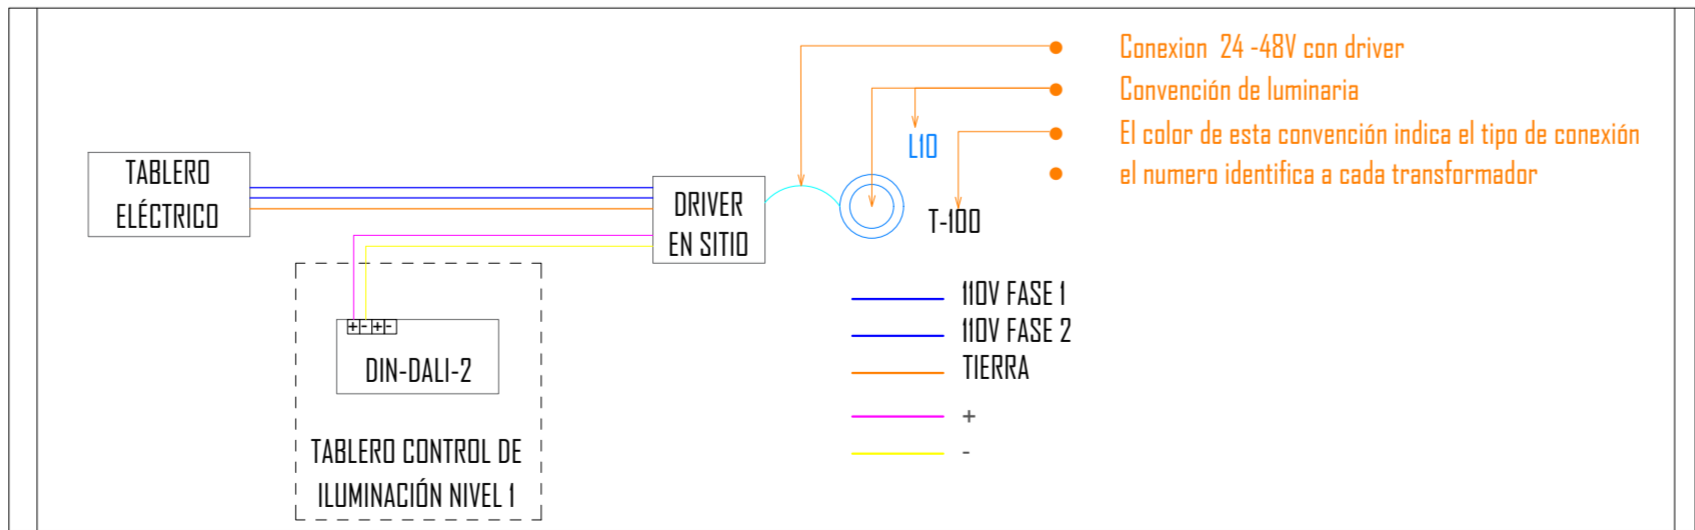 Conexion 24 -48V con driver
Convención de luminaria
El color de esta convención indica el tipo de conexión
el numero identifica a cada transformador
L10
T-100
TABLERO
ELÉCTRICO
DRIVER
EN SITIO
+-+-
DIN-DALI-2
TABLERO CONTROL DE
ILUMINACIÓN NIVEL 1
110V FASE 1
110V FASE 2
TIERRA
+
-